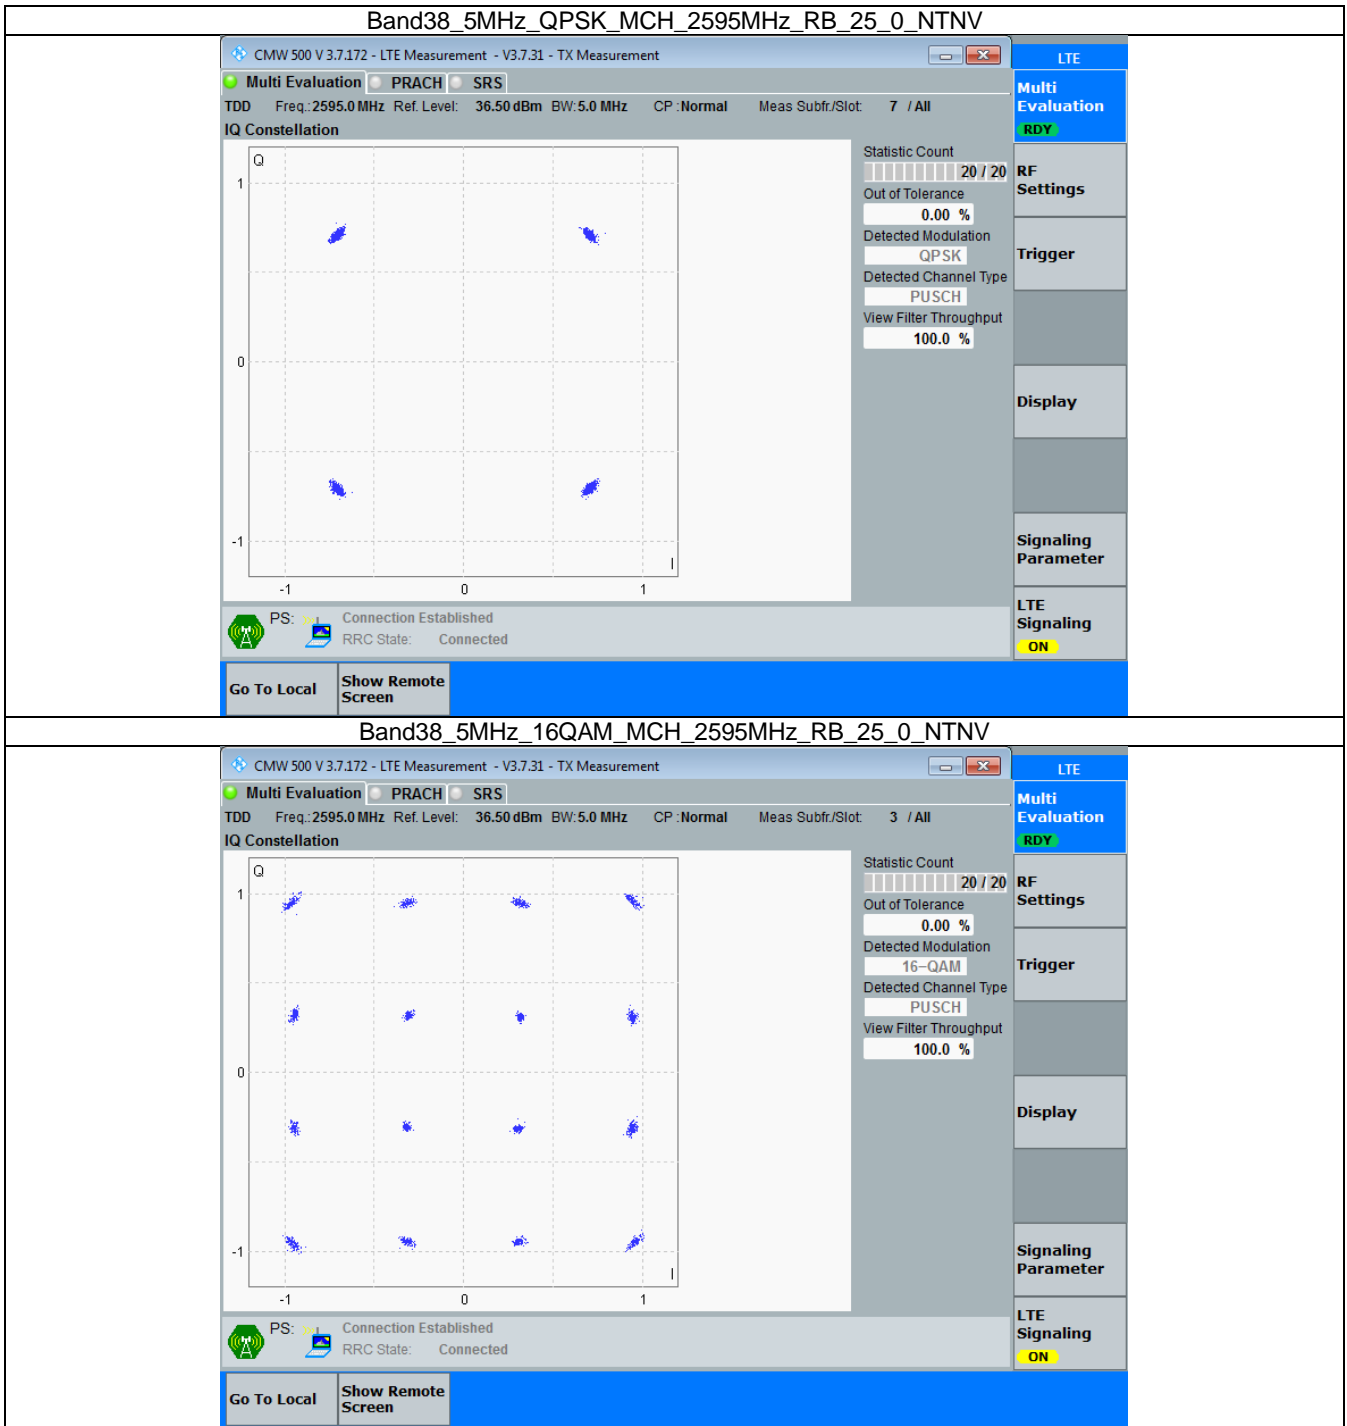 Band38_5MHz_QPSK_MCH_2595MHz_RB_25_0_NTNV
CMW 500 V 3.7.172 - LTE Measurement - V3.7.31 - TX Measurement
LTE
Multi Evaluation PRACH SRS
TDD Freq.: 2595.0 MHz Ref. Level: 36.50 dBm BW: 5.0 MHz CP : Normal Meas Subfr./Slot: 7 / All
IQ Constellation
Q
1
0
-1
I
-1 0 1
Statistic Count
20 / 20
Out of Tolerance
0.00 %
Detected Modulation
QPSK
Detected Channel Type
PUSCH
View Filter Throughput
100.0 %
Multi
Evaluation
RDY
RF
Settings
Trigger
Display
Signaling
Parameter
LTE
Signaling
ON
PS: Connection Established
RRC State: Connected
Go To Local
Show Remote
Screen
Band38_5MHz_16QAM_MCH_2595MHz_RB_25_0_NTNV
CMW 500 V 3.7.172 - LTE Measurement - V3.7.31 - TX Measurement
LTE
Multi Evaluation PRACH SRS
TDD Freq.: 2595.0 MHz Ref. Level: 36.50 dBm BW: 5.0 MHz CP : Normal Meas Subfr./Slot: 3 / All
IQ Constellation
Q
1
0
-1
I
-1 0 1
Statistic Count
20 / 20
Out of Tolerance
0.00 %
Detected Modulation
16-QAM
Detected Channel Type
PUSCH
View Filter Throughput
100.0 %
Multi
Evaluation
RDY
RF
Settings
Trigger
Display
Signaling
Parameter
LTE
Signaling
ON
PS: Connection Established
RRC State: Connected
Go To Local
Show Remote
Screen